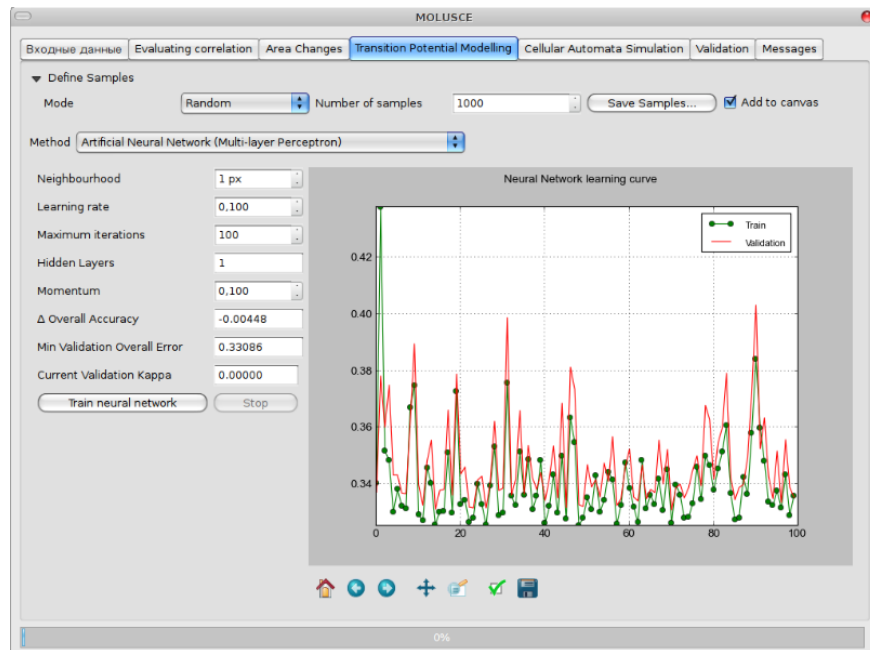 MOLUSCE
Входные данные Evaluating correlation Area Changes Transition Potential Modelling Cellular Automata Simulation Validation Messages
Define Samples
Mode Random Number of samples 1000 Save Samples... Add to canvas
Method Artificial Neural Network (Multi-layer Perceptron)
Neighbourhood 1 px
Learning rate 0,100
Maximum iterations 100
Hidden Layers 1
Momentum 0,100
Δ Overall Accuracy -0.00448
Min Validation Overall Error 0.33086
Current Validation Kappa 0.00000
Train neural network Stop
Neural Network learning curve
Train
Validation
0.42
0.40
0.38
0.36
0.34
0 20 40 60 80 100
0%